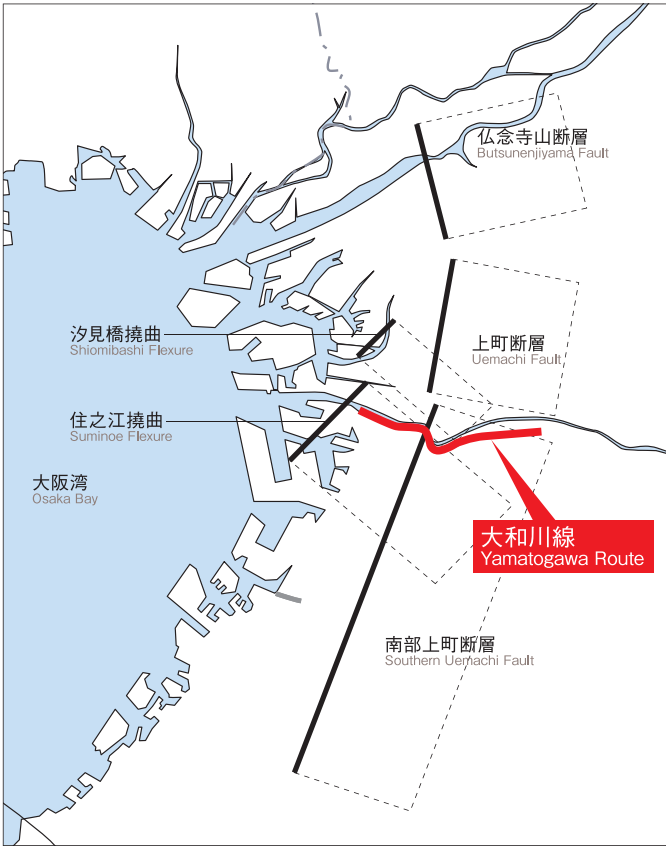 仏念寺山断層
Butsunenjiyama Fault
汐見橋撓曲
Shiomibashi Flexure
上町断層
Uemachi Fault
住之江撓曲
Suminoe Flexure
大阪湾
Osaka Bay
大和川線
Yamatogawa Route
南部上町断層
Southern Uemachi Fault